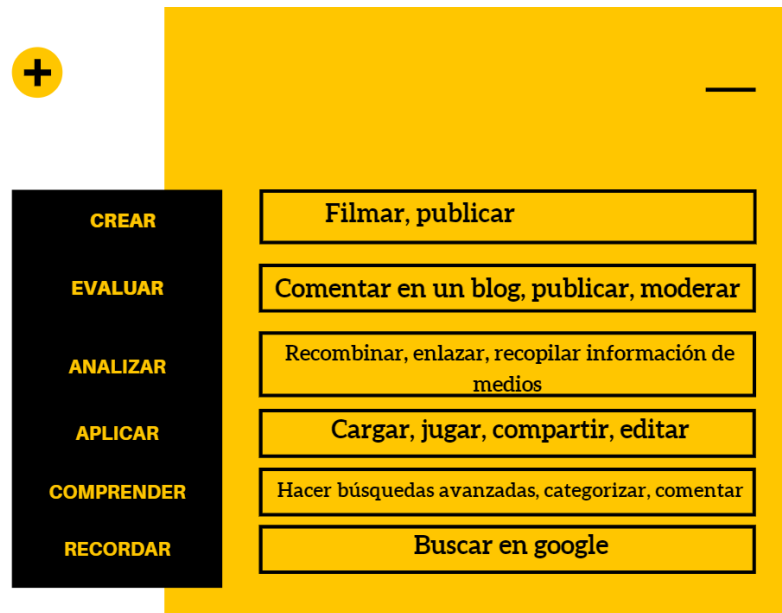 CREAR
Filmar, publicar
EVALUAR
Comentar en un blog, publicar, moderar
ANALIZAR
Recombinar, enlazar, recopilar información de
medios
APLICAR
Cargar, jugar, compartir, editar
COMPRENDER
Hacer búsquedas avanzadas, categorizar, comentar
RECORDAR
Buscar en google